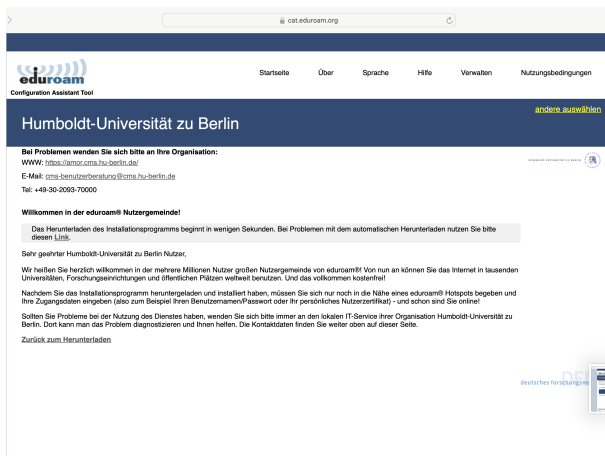 cat.eduroam.org
eduroam
Configuration Assistant Tool
Startseite Über Sprache Hilfe Verwalten Nutzungsbedingungen
andere auswählen
Humboldt-Universität zu Berlin
Bei Problemen wenden Sie sich bitte an Ihre Organisation:
WWW: https://amor.cms.hu-berlin.de/
E-Mail: cms-benutzerberatung@cms.hu-berlin.de
Tel: +49-30-2093-70000
Willkommen in der eduroam® Nutzergemeinde!
Das Herunterladen des Installationsprogramms beginnt in wenigen Sekunden. Bei Problemen mit dem automatischen Herunterladen nutzen Sie bitte
diesen Link.
Sehr geehrter Humboldt-Universität zu Berlin Nutzer,
Wir heißen Sie herzlich willkommen in der mehrere Millionen Nutzer großen Nutzergemeinde von eduroam®! Von nun an können Sie das Internet in tausenden
Universitäten, Forschungseinrichtungen und öffentlichen Plätzen weltweit benutzen. Und das vollkommen kostenfrei!
Nachdem Sie das Installationsprogramm heruntergeladen und installiert haben, müssen Sie sich nur noch in die Nähe eines eduroam® Hotspots begeben und
Ihre Zugangsdaten eingeben (also zum Beispiel Ihren Benutzernamen/Passwort oder Ihr persönliches Nutzerzertifikat) - und schon sind Sie online!
Sollten Sie Probleme bei der Nutzung des Dienstes haben, wenden Sie sich bitte immer an den lokalen IT-Service ihrer Organisation Humboldt-Universität zu
Berlin. Dort kann man das Problem diagnostizieren und Ihnen helfen. Die Kontaktdaten finden Sie weiter oben auf dieser Seite.
Zurück zum Herunterladen
deutsches forschungsne